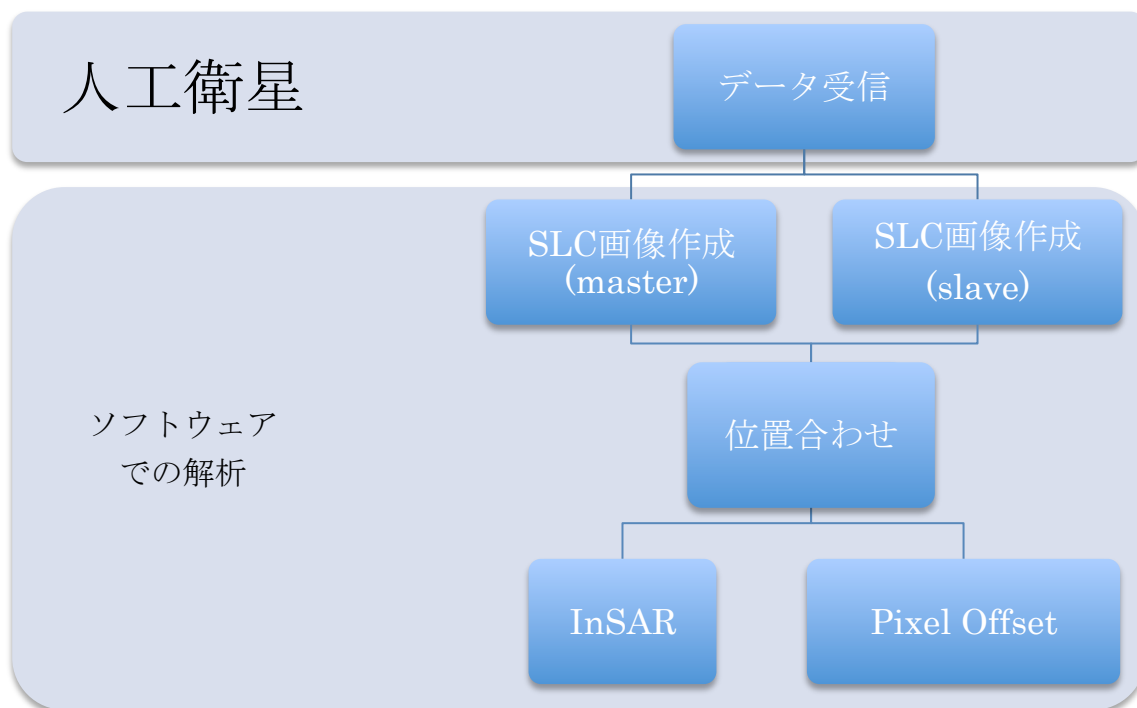 人工衛星
データ受信
SLC画像作成
(master)
SLC画像作成
(slave)
ソフトウェア
での解析
位置合わせ
InSAR
Pixel Offset